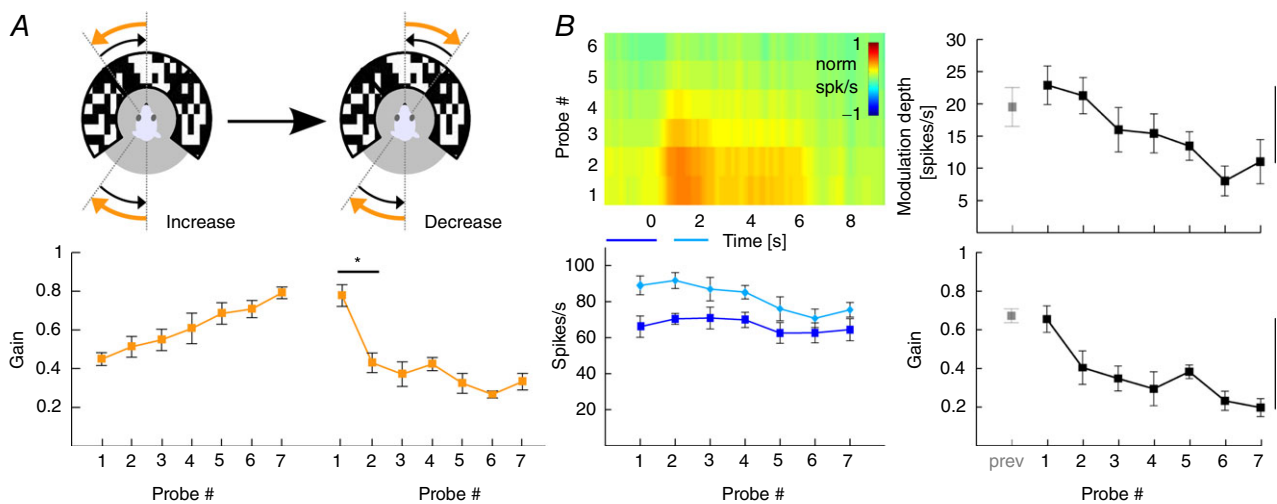 A
Increase
Decrease
Gain
1
0.8
0.6
0.4
0.2
*
1 2 3 4 5 6 7
1 2 3 4 5 6 7
Probe #
Probe #
B
Probe #
6
5
4
3
2
1
1
norm
spk/s
−1
0 2 4 6 8
Time [s]
Spikes/s
100
80
60
40
20
1 2 3 4 5 6 7
Probe #
Modulation depth
[spikes/s]
30
25
20
15
10
5
Gain
1
0.8
0.6
0.4
0.2
prev 1 2 3 4 5 6 7
Probe #